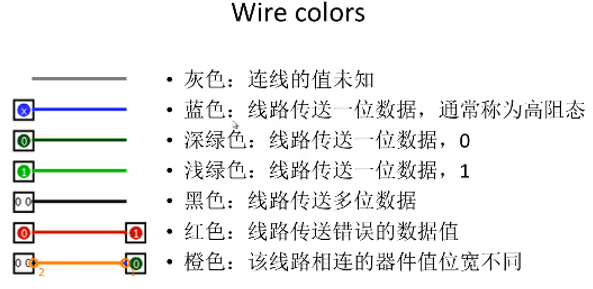 Wire colors
• 灰色：连线的值未知
x • 蓝色：线路传送一位数据，通常称为高阻态
0 • 深绿色：线路传送一位数据，0
1 • 浅绿色：线路传送一位数据，1
0 0 • 黑色：线路传送多位数据
0 1 • 红色：线路传送错误的数据值
0 0 2 0 • 橙色：该线路相连的器件值位宽不同